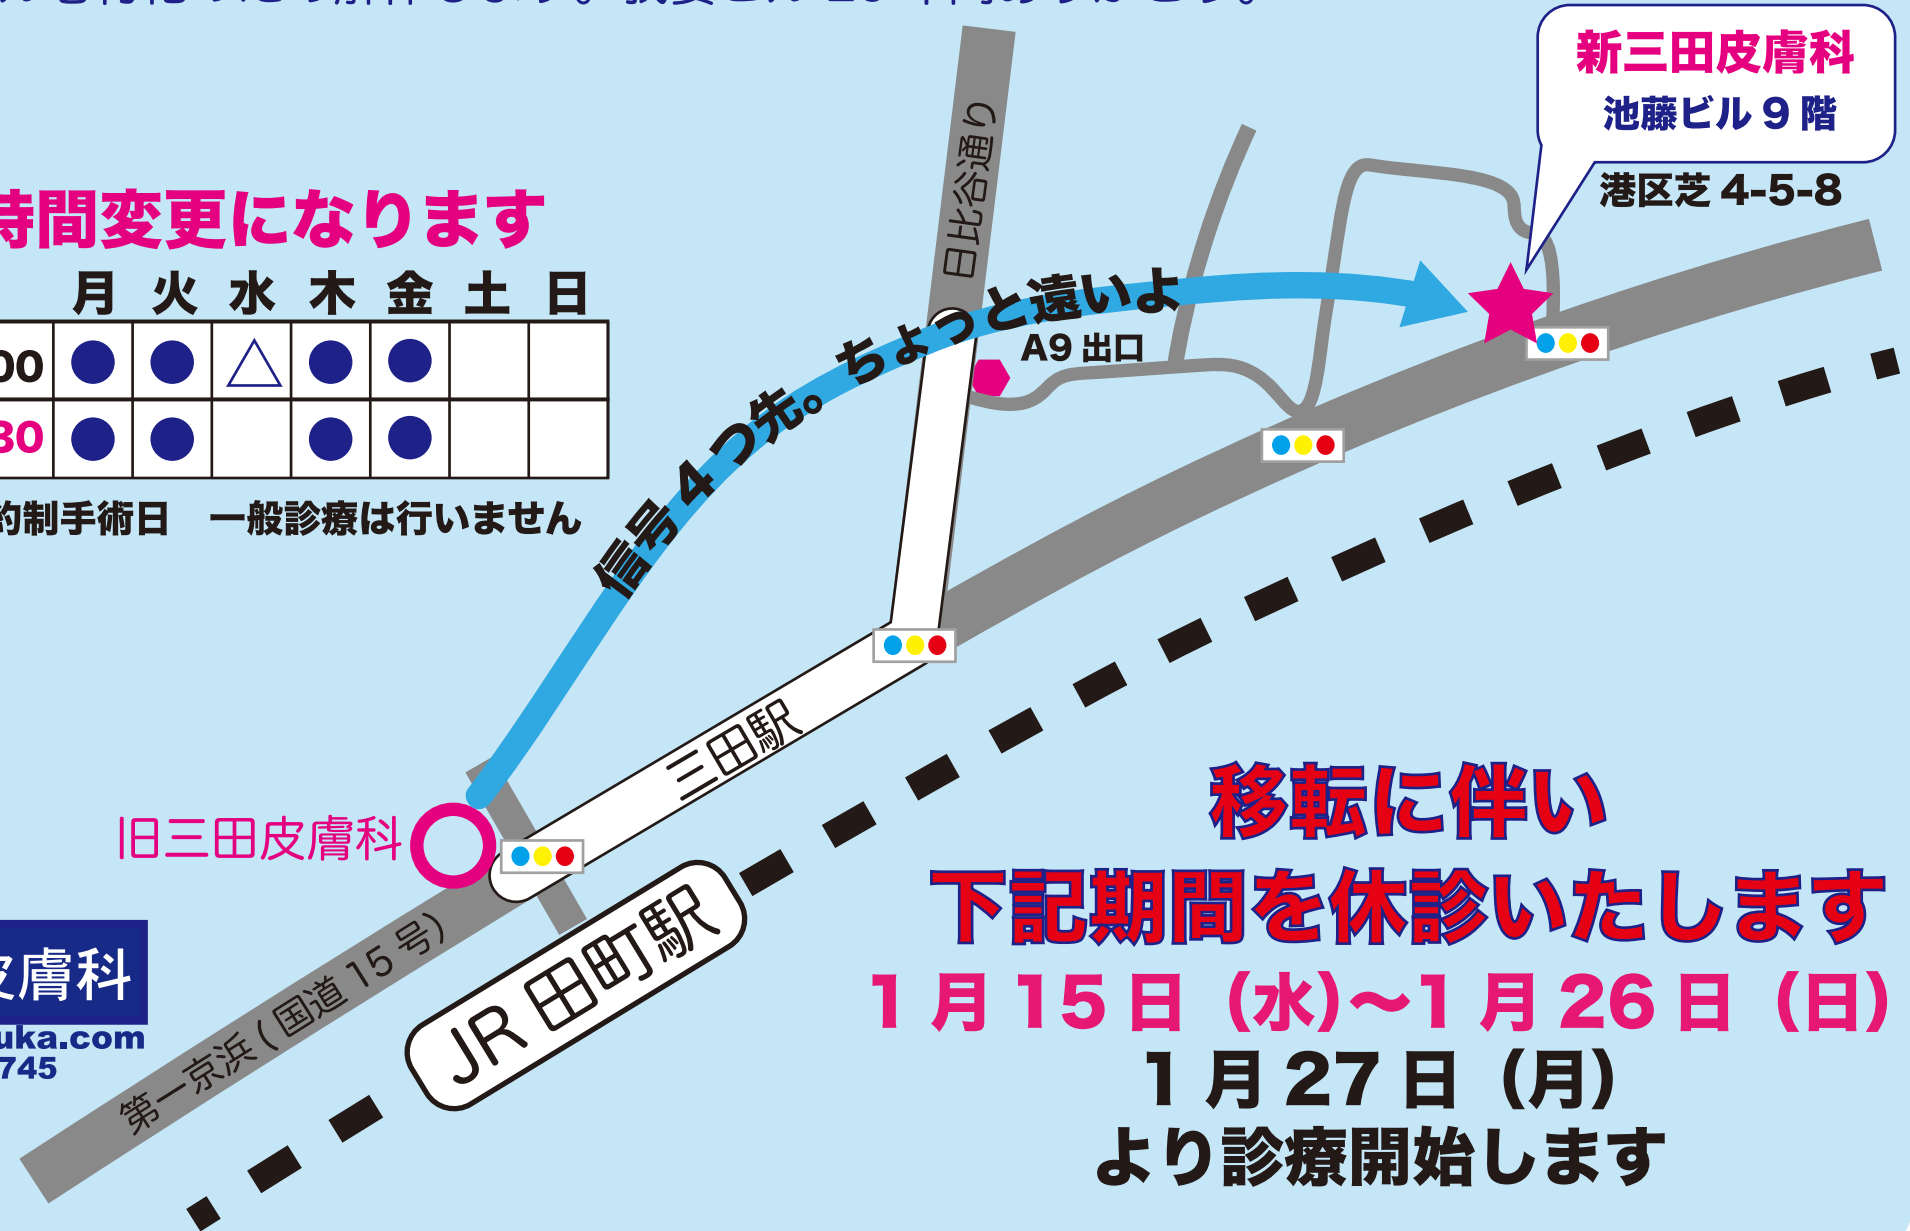 新三田皮膚科
池藤ビル 9 階
港区芝 4-5-8
日比谷通り
時間変更になります
月 火 水 木 金 土 日
00 ● ● △ ● ●
30 ● ● ● ●
約制手術日　一般診療は行いません
信号 4 つ先。ちょっと遠いよ
A9 出口
三田駅
旧三田皮膚科
JR 田町駅
第一京浜（国道 15 号）
皮膚科
uka.com
745
移転に伴い
下記期間を休診いたします
1 月 15 日（水）～1 月 26 日（日）
1 月 27 日（月）
より診療開始します